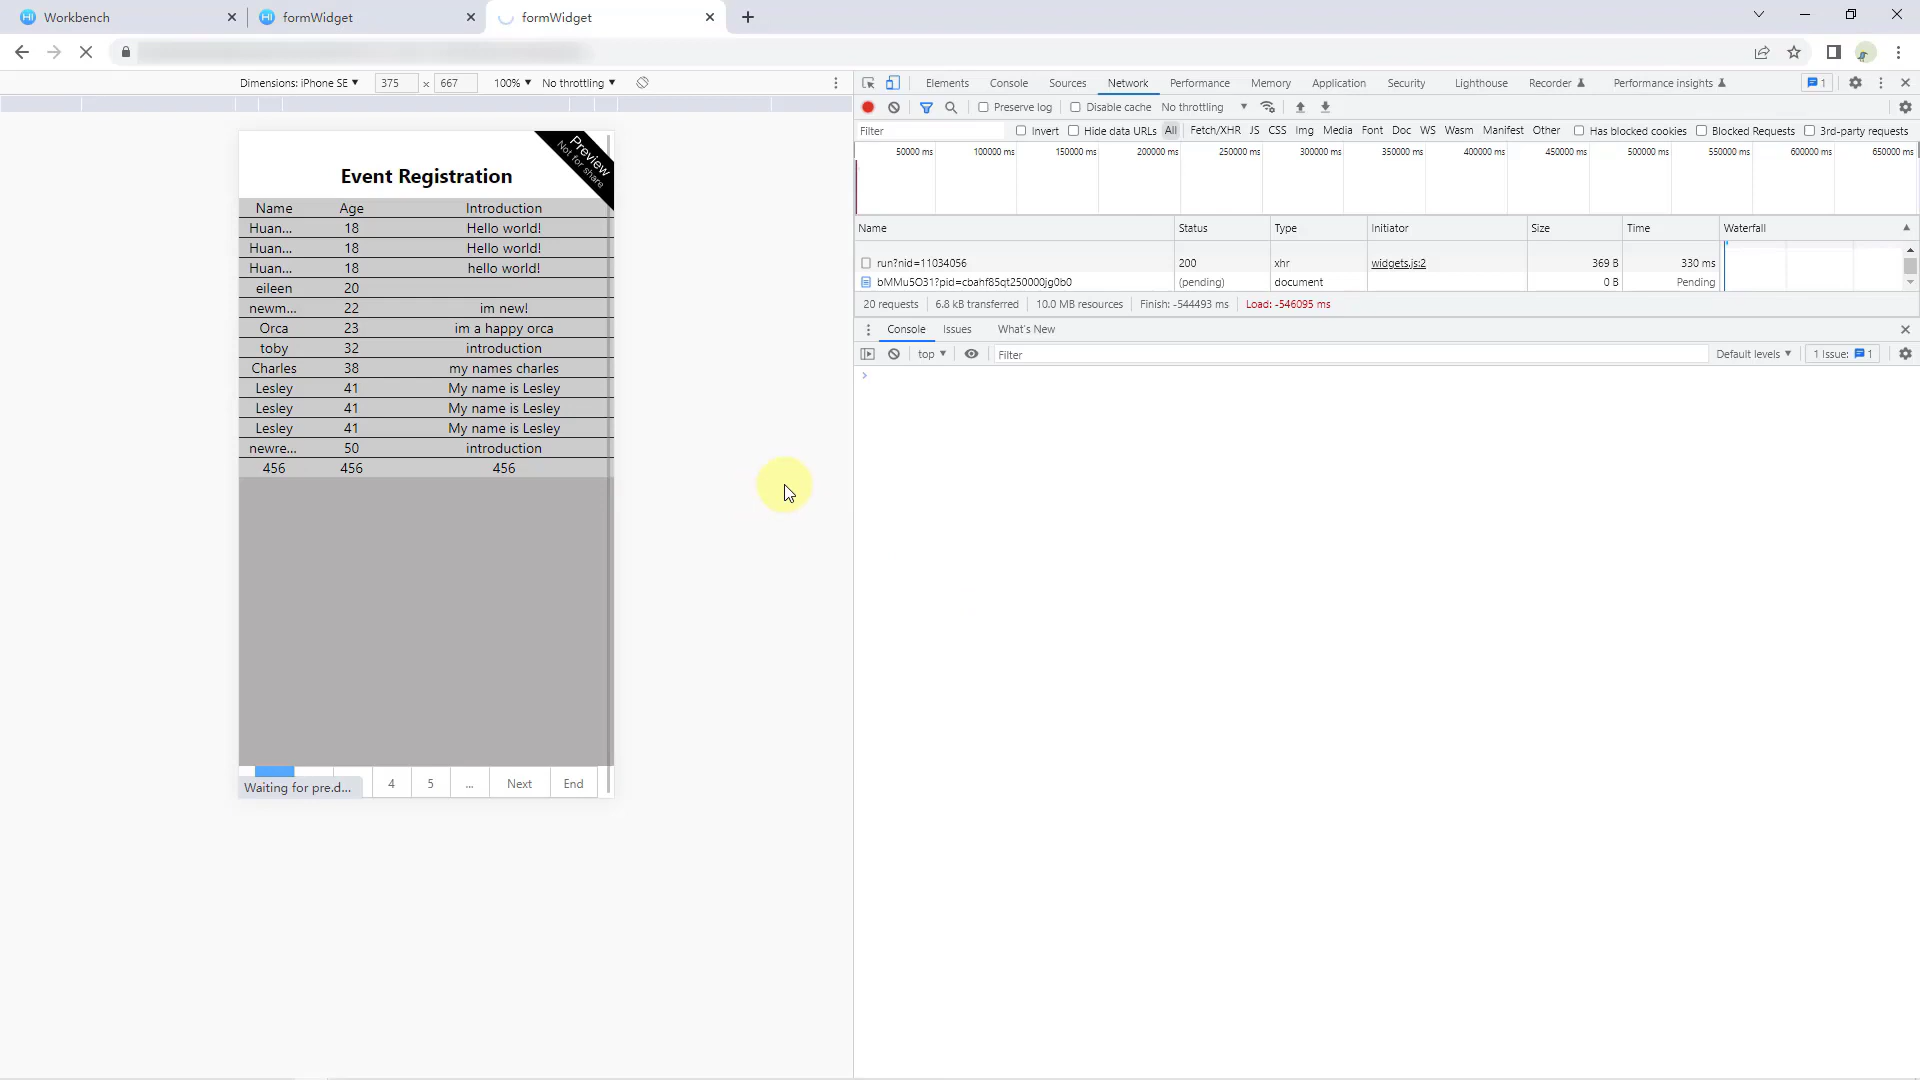 Workbench
formWidget
formWidget
Dimensions: iPhone SE 375 × 667 100% No throttling
Elements Console Sources Network Performance Memory Application Security Lighthouse Recorder Performance insights 1
Preserve log Disable cache No throttling
Filter Invert Hide data URLs All Fetch/XHR JS CSS Img Media Font Doc WS Wasm Manifest Other Has blocked cookies Blocked Requests 3rd-party requests
50000 ms 100000 ms 150000 ms 200000 ms 250000 ms 300000 ms 350000 ms 400000 ms 450000 ms 500000 ms 550000 ms 600000 ms 650000 ms
Name Status Type Initiator Size Time Waterfall
run?nid=11034056 200 xhr widgets.js:2 369 B 330 ms
bMMu5O31?pid=cbahf85qt250000jg0b0 (pending) document 0 B Pending
20 requests 6.8 kB transferred 10.0 MB resources Finish: -544493 ms Load: -546095 ms
Console Issues What's New
top Filter Default levels 1 Issue: 1
Preview
Not for share
Event Registration
Name Age Introduction
Huan... 18 Hello world!
Huan... 18 Hello world!
Huan... 18 hello world!
eileen 20
newm... 22 im new!
Orca 23 im a happy orca
toby 32 introduction
Charles 38 my names charles
Lesley 41 My name is Lesley
Lesley 41 My name is Lesley
Lesley 41 My name is Lesley
newre... 50 introduction
456 456 456
4 5 ... Next End
Waiting for pre.d...